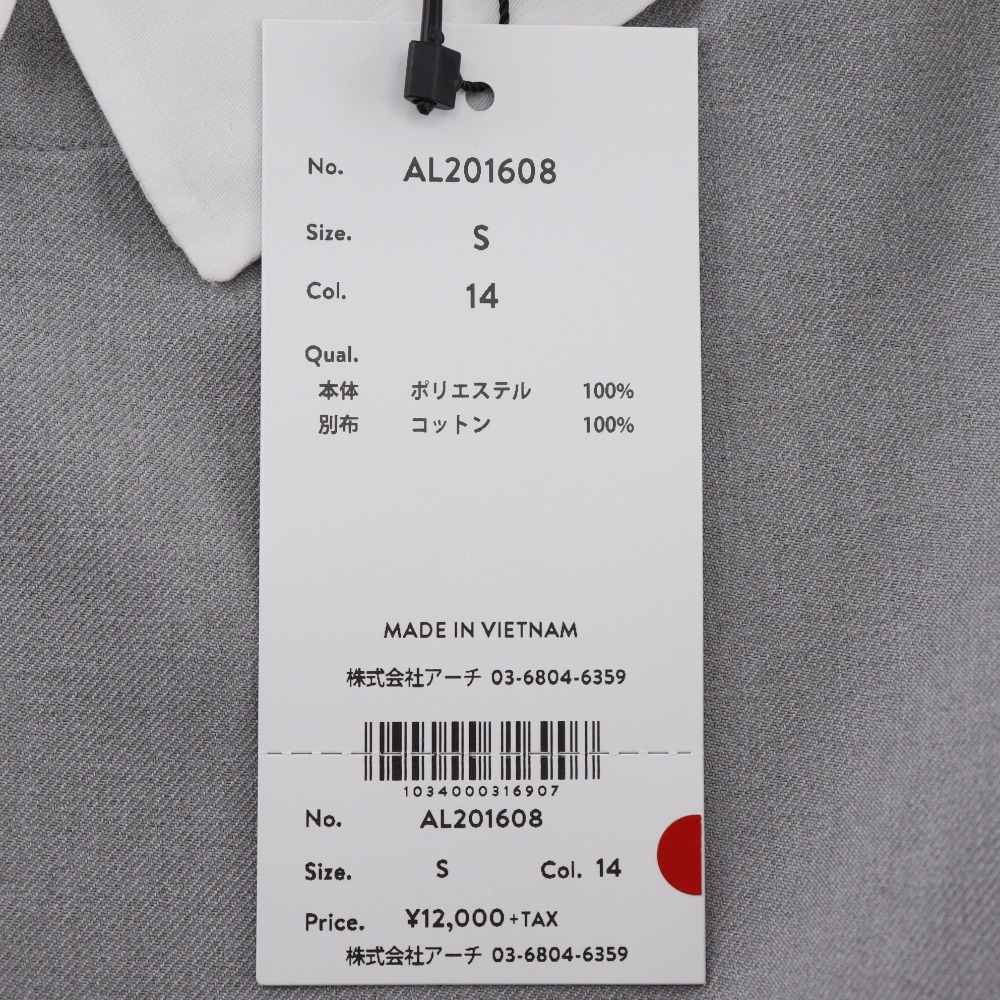 No. AL201608
Size. S
Col. 14
Qual.
本体 ポリエステル 100%
別布 コットン 100%
MADE IN VIETNAM
株式会社アーチ 03-6804-6359
1034000316907
No. AL201608
Size. S Col. 14
Price. ¥12,000+TAX
株式会社アーチ 03-6804-6359